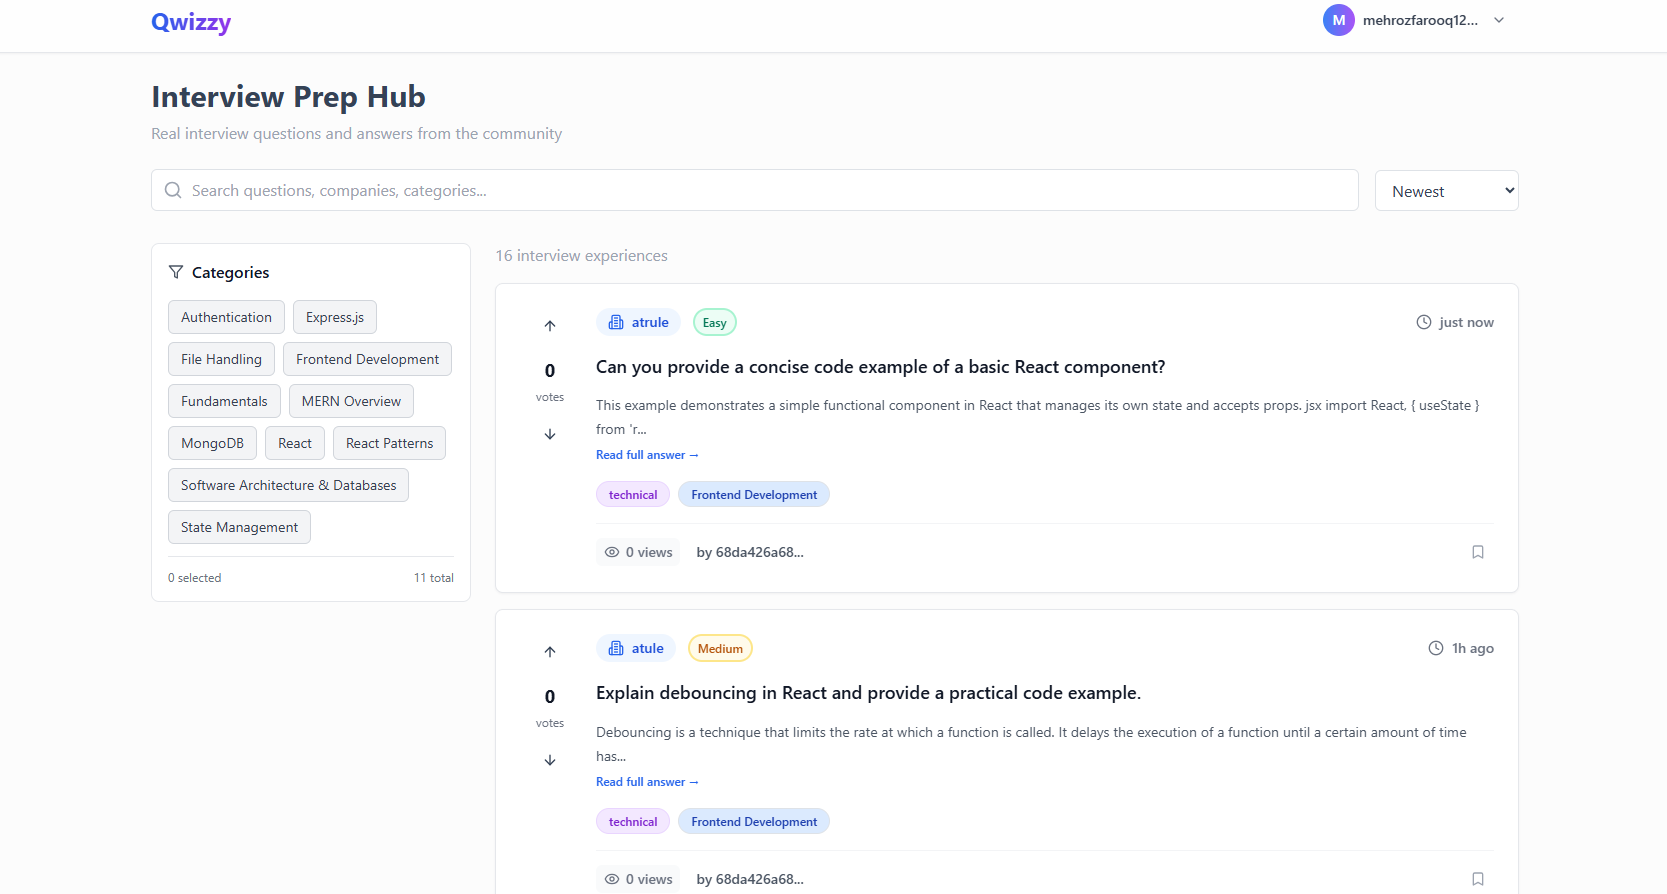 Qwizzy
M mehrozfarooq12...
Interview Prep Hub
Real interview questions and answers from the community
Search questions, companies, categories...
Newest
Categories
Authentication
Express.js
File Handling
Frontend Development
Fundamentals
MERN Overview
MongoDB
React
React Patterns
Software Architecture & Databases
State Management
0 selected
11 total
16 interview experiences
0
votes
atrule
Easy
just now
Can you provide a concise code example of a basic React component?
This example demonstrates a simple functional component in React that manages its own state and accepts props. jsx import React, { useState }
from 'r...
Read full answer →
technical
Frontend Development
0 views
by 68da426a68...
0
votes
atule
Medium
1h ago
Explain debouncing in React and provide a practical code example.
Debouncing is a technique that limits the rate at which a function is called. It delays the execution of a function until a certain amount of time
has...
Read full answer →
technical
Frontend Development
0 views
by 68da426a68...